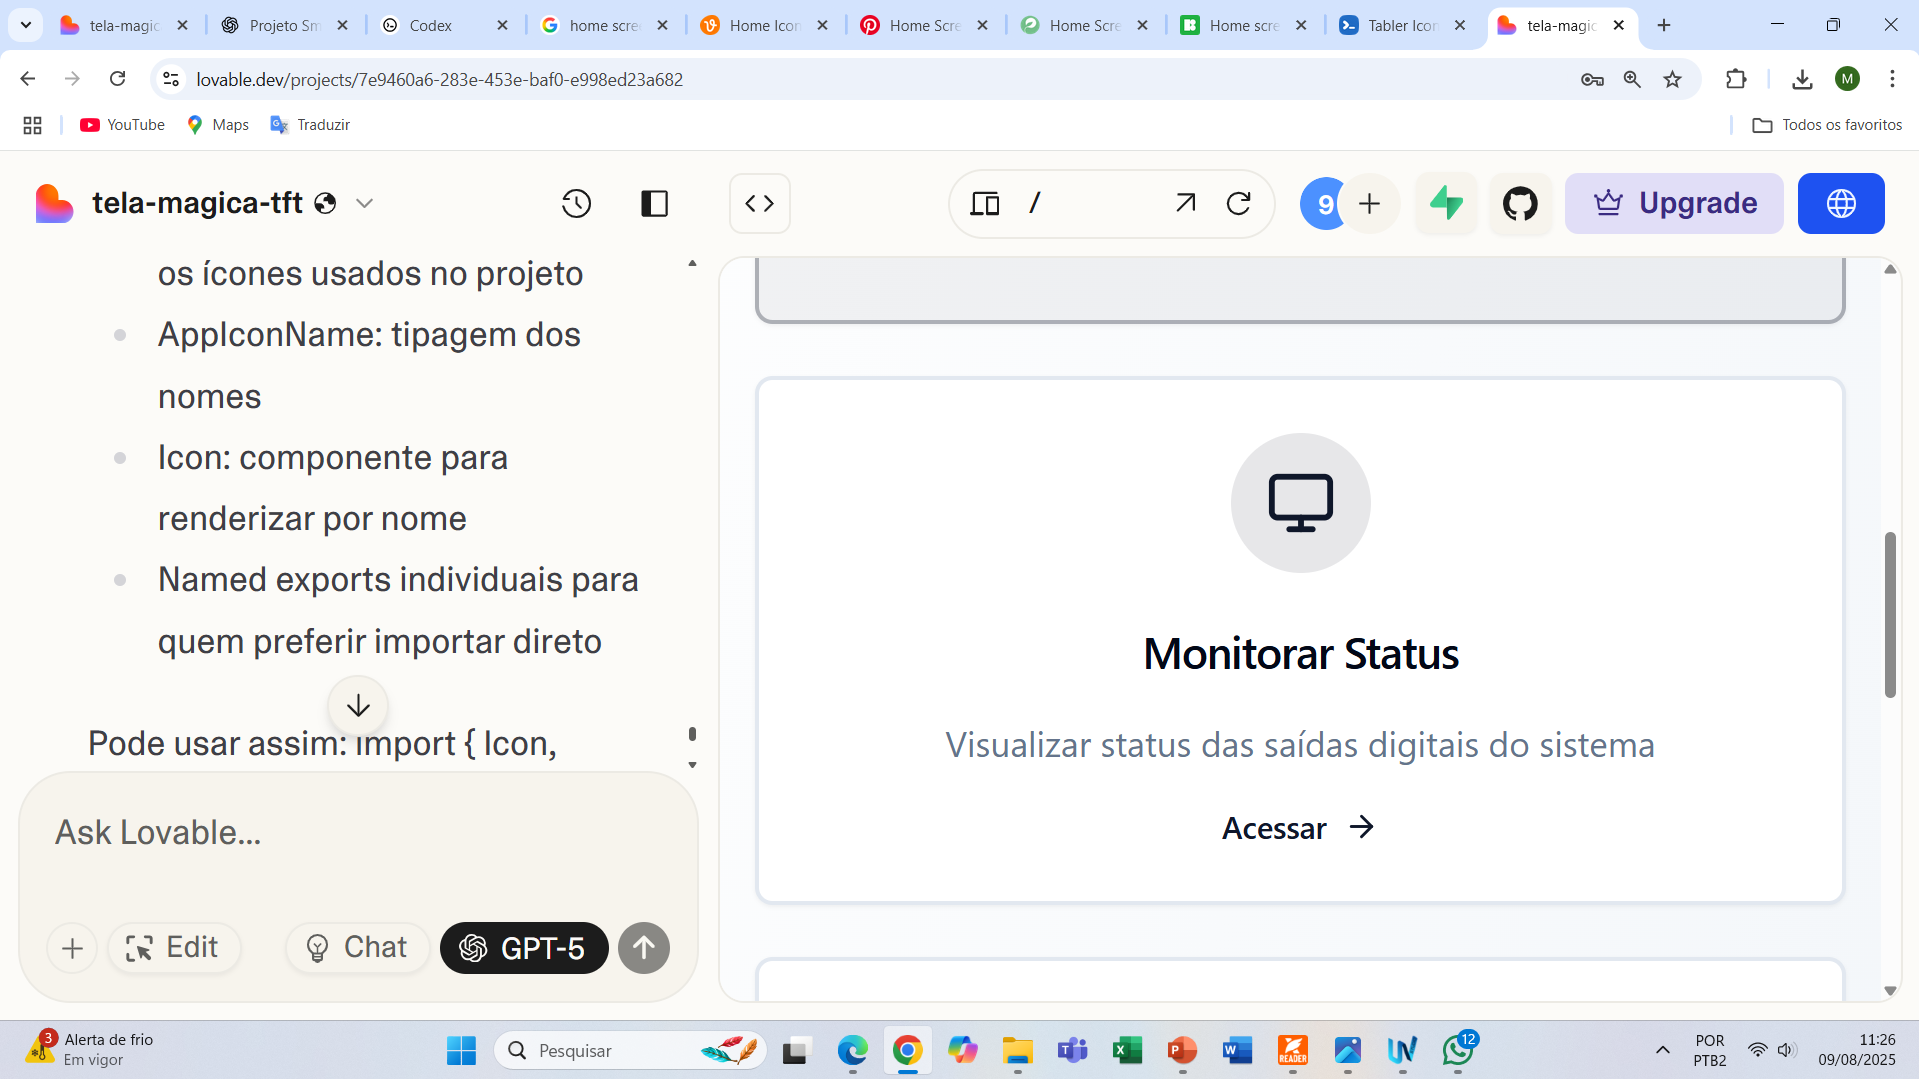 tela-magic
Projeto Sm
Codex
home scre
Home Icon
Home Scre
Home Scre
Home scre
Tabler Icon
tela-magic
lovable.dev/projects/7e9460a6-283e-453e-baf0-e998ed23a682
M
YouTube
Maps
Traduzir
Todos os favoritos
tela-magica-tft
/
9
Upgrade
os ícones usados no projeto
AppIconName: tipagem dos
nomes
Icon: componente para
renderizar por nome
Named exports individuais para
quem preferir importar direto
Pode usar assim: import { Icon,
Ask Lovable...
Edit
Chat
GPT-5
Monitorar Status
Visualizar status das saídas digitais do sistema
Acessar
3
Alerta de frio
Em vigor
Pesquisar
READER
12
POR
PTB2
11:26
09/08/2025